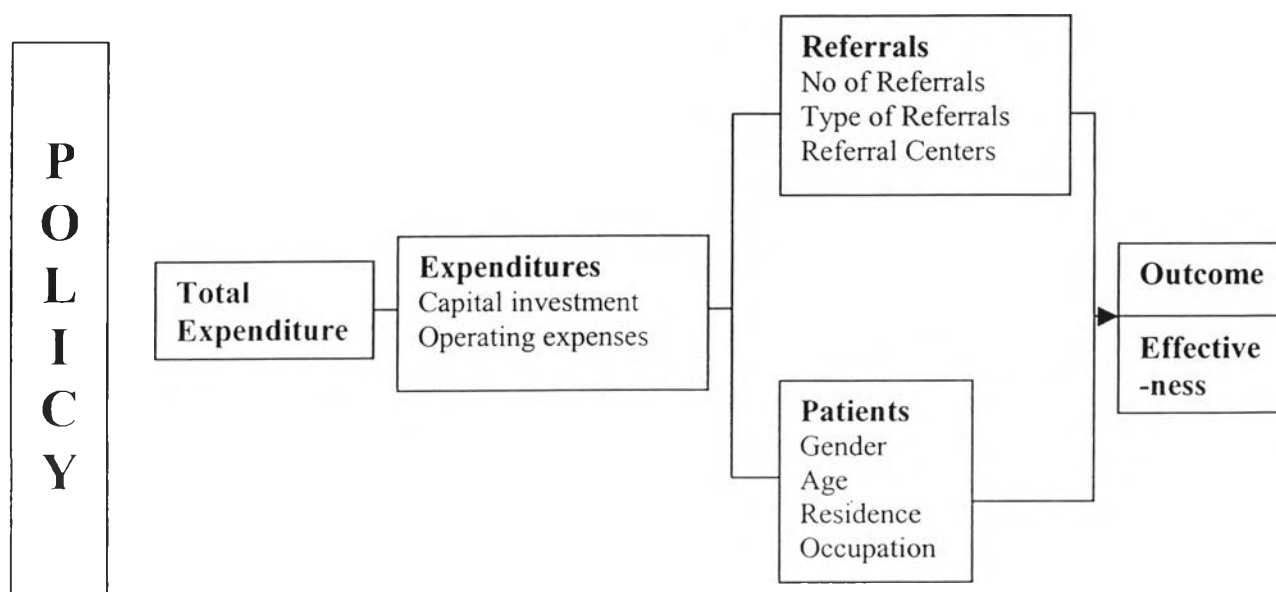 P
O
L
I
C
Y
Total
Expenditure
Expenditures
Capital investment
Operating expenses
Referrals
No of Referrals
Type of Referrals
Referral Centers
Patients
Gender
Age
Residence
Occupation
Outcome
Effective
-ness